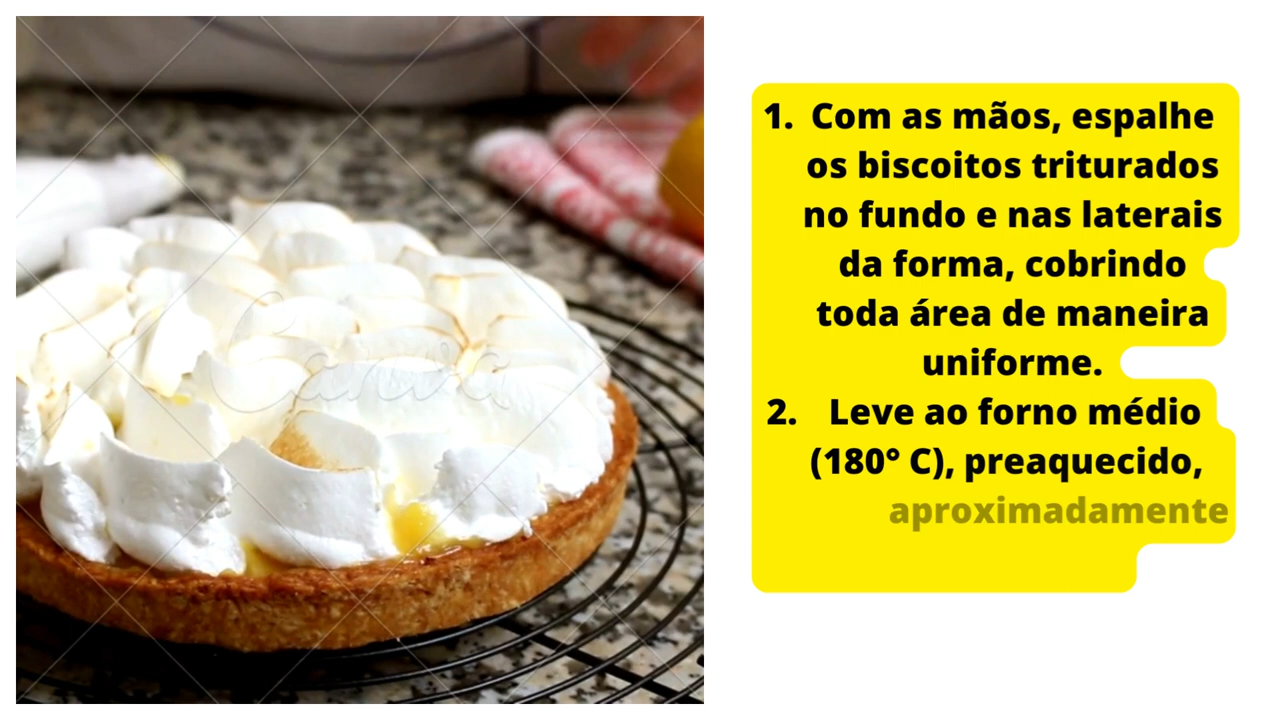 1. Com as mãos, espalhe
os biscoitos triturados
no fundo e nas laterais
da forma, cobrindo
toda área de maneira
uniforme.
2. Leve ao forno médio
(180° C), preaquecido,
aproximadamente
Canva